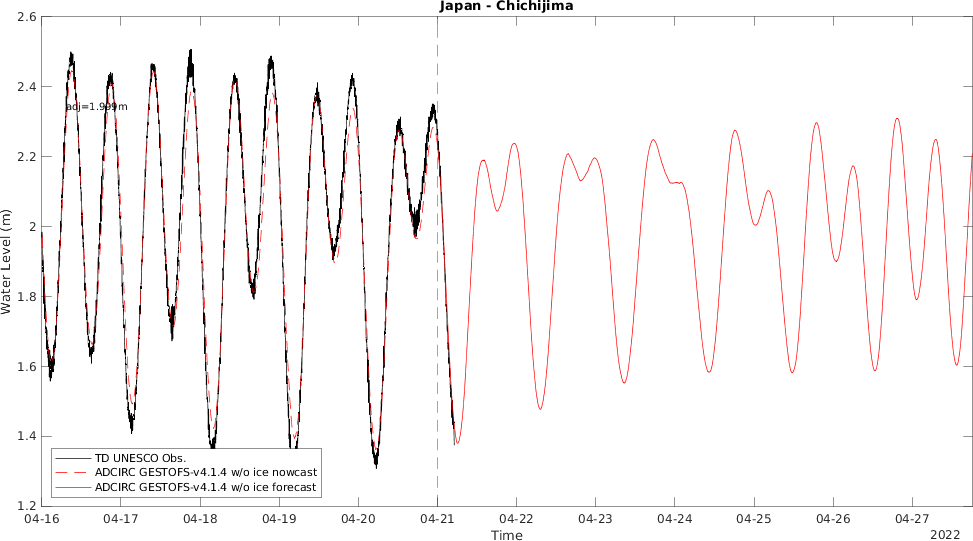 Japan - Chichijima
2.6
2.4
2.2
2
1.8
1.6
1.4
1.2
Water Level (m)
adj=1.999m
TD UNESCO Obs.
ADCIRC GESTOFS-v4.1.4 w/o ice nowcast
ADCIRC GESTOFS-v4.1.4 w/o ice forecast
04-16 04-17 04-18 04-19 04-20 04-21 04-22 04-23 04-24 04-25 04-26 04-27
Time
2022